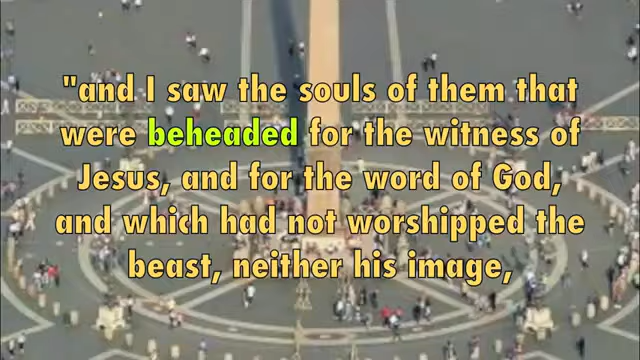 "and I saw the souls of them that
were beheaded for the witness of
Jesus, and for the word of God,
and which had not worshipped the
beast, neither his image,